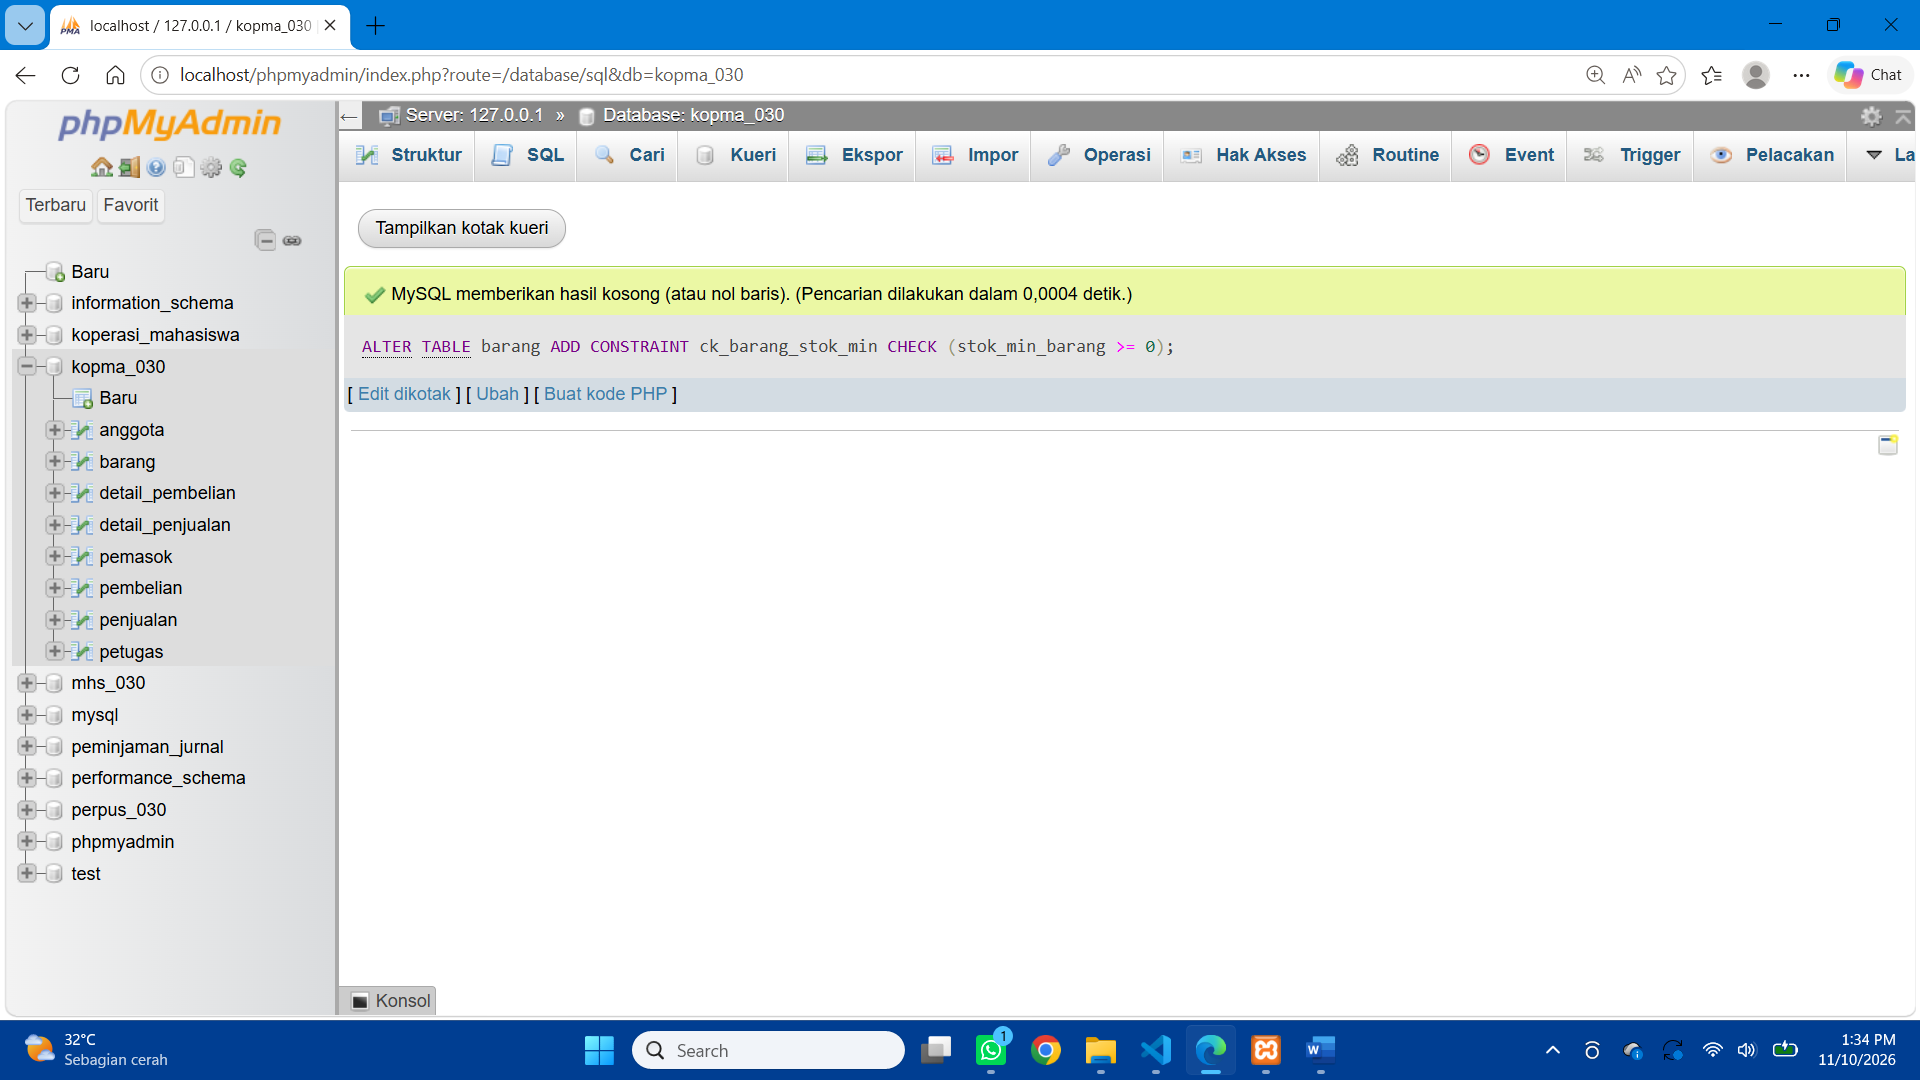 localhost / 127.0.0.1 / kopma_030
localhost/phpmyadmin/index.php?route=/database/sql&db=kopma_030
Chat
phpMyAdmin
Terbaru
Favorit
Baru
information_schema
koperasi_mahasiswa
kopma_030
Baru
anggota
barang
detail_pembelian
detail_penjualan
pemasok
pembelian
penjualan
petugas
mhs_030
mysql
peminjaman_jurnal
performance_schema
perpus_030
phpmyadmin
test
Server: 127.0.0.1 » Database: kopma_030
Struktur
SQL
Cari
Kueri
Ekspor
Impor
Operasi
Hak Akses
Routine
Event
Trigger
Pelacakan
La
Tampilkan kotak kueri
MySQL memberikan hasil kosong (atau nol baris). (Pencarian dilakukan dalam 0,0004 detik.)
ALTER TABLE barang ADD CONSTRAINT ck_barang_stok_min CHECK (stok_min_barang >= 0);
[ Edit dikotak ] [ Ubah ] [ Buat kode PHP ]
Konsol
32°C
Sebagian cerah
Search
1
1:34 PM
11/10/2026